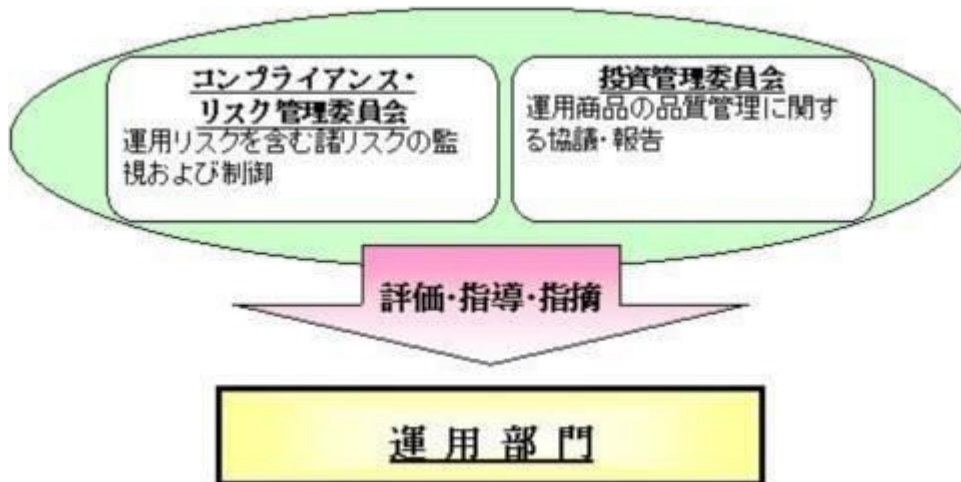 コンプライアンス・
リスク管理委員会
運用リスクを含む諸リスクの監
視および制御
投資管理委員会
運用商品の品質管理に関す
る協議・報告
評価・指導・指摘
運用部門